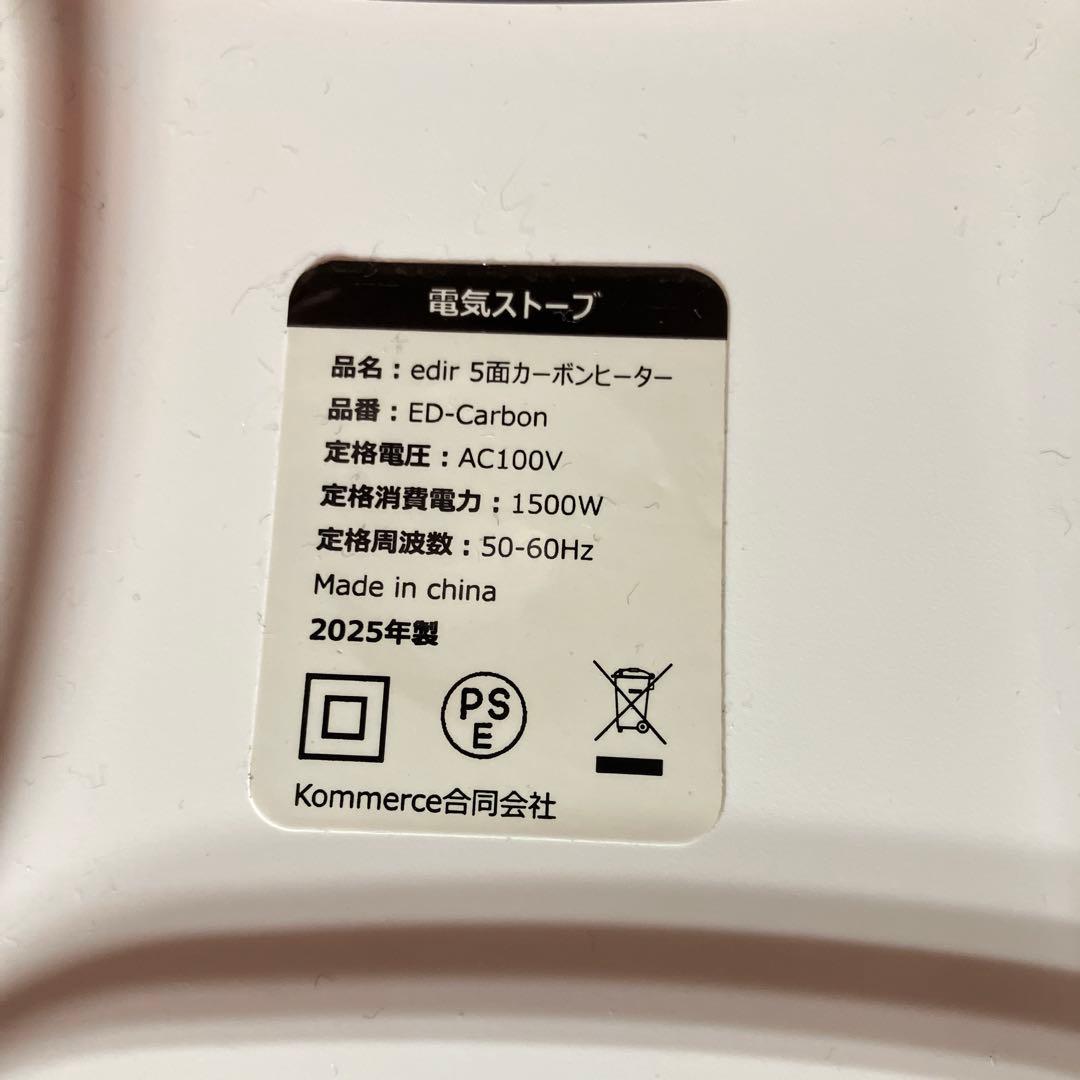 電気ストーブ
品名：edir 5面カーボンヒーター
品番：ED-Carbon
定格電圧：AC100V
定格消費電力：1500W
定格周波数：50-60Hz
Made in china
2025年製
PS
E
Kommerce合同会社